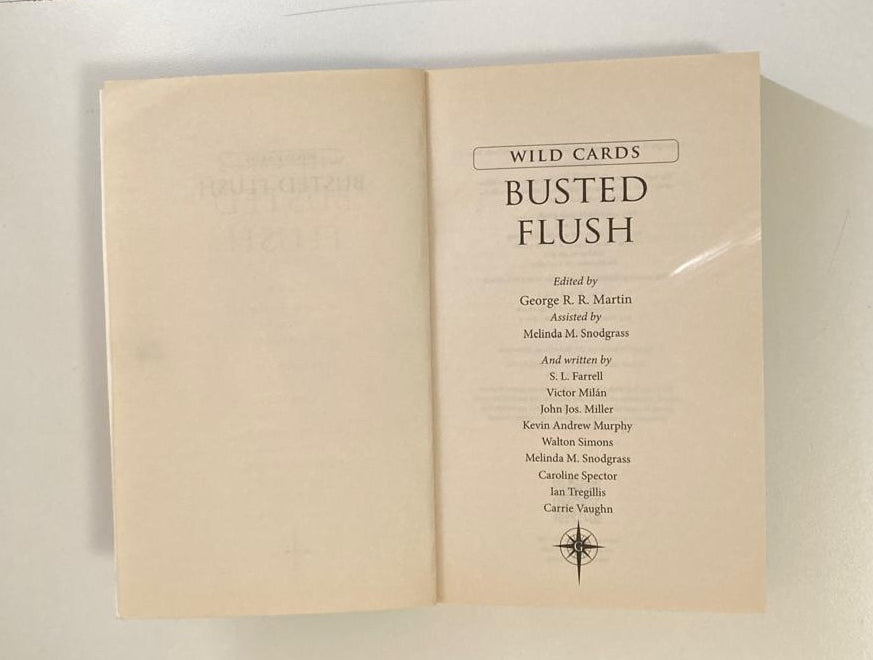 WILD CARDS
BUSTED
FLUSH
Edited by
George R. R. Martin
Assisted by
Melinda M. Snodgrass
And written by
S. L. Farrell
Victor Milán
John Jos. Miller
Kevin Andrew Murphy
Walton Simons
Melinda M. Snodgrass
Caroline Spector
Ian Tregillis
Carrie Vaughn
G